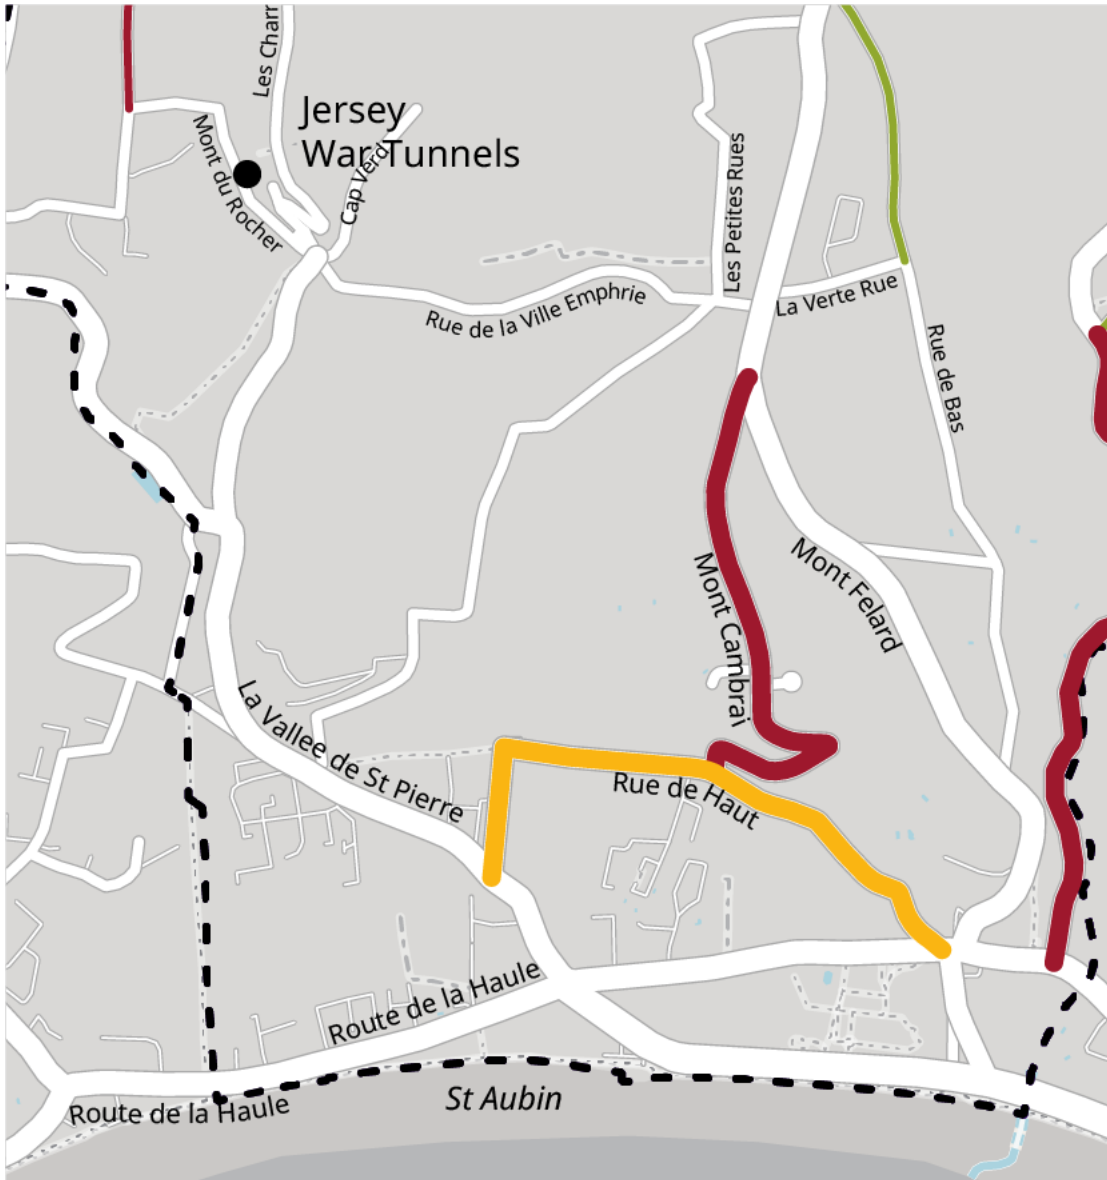 Les Charr
Jersey
War Tunnels
Mont du Rocher
Cap Verd
Les Petites Rues
Rue de la Ville Emphrie
La Verte Rue
Rue de Bas
Mont Felard
Mont Cambrai
La Vallee de St Pierre
Rue de Haut
Route de la Haule
St Aubin
Route de la Haule